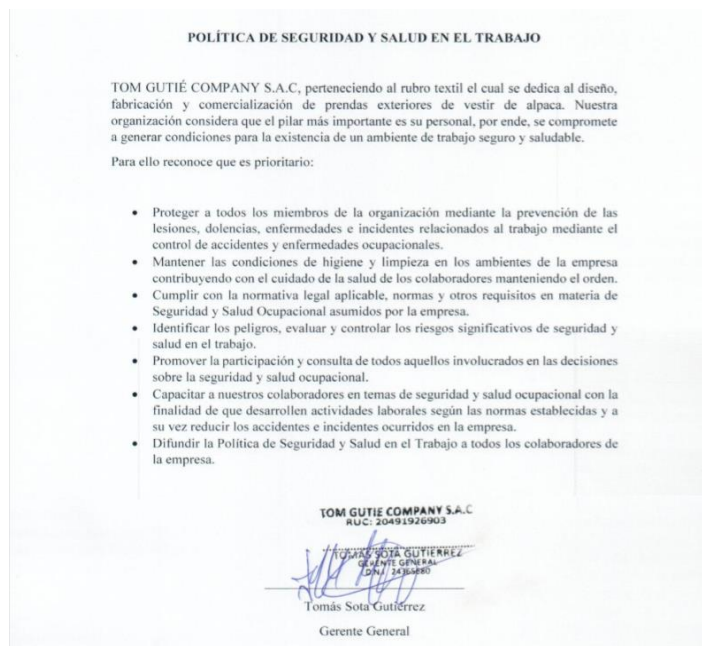 POLÍTICA DE SEGURIDAD Y SALUD EN EL TRABAJO
TOM GUTIÉ COMPANY S.A.C, perteneciendo al rubro textil el cual se dedica al diseño,
fabricación y comercialización de prendas exteriores de vestir de alpaca. Nuestra
organización considera que el pilar más importante es su personal, por ende, se compromete
a generar condiciones para la existencia de un ambiente de trabajo seguro y saludable.
Para ello reconoce que es prioritario:
• Proteger a todos los miembros de la organización mediante la prevención de las
lesiones, dolencias, enfermedades e incidentes relacionados al trabajo mediante el
control de accidentes y enfermedades ocupacionales.
• Mantener las condiciones de higiene y limpieza en los ambientes de la empresa
contribuyendo con el cuidado de la salud de los colaboradores manteniendo el orden.
• Cumplir con la normativa legal aplicable, normas y otros requisitos en materia de
Seguridad y Salud Ocupacional asumidos por la empresa.
• Identificar los peligros, evaluar y controlar los riesgos significativos de seguridad y
salud en el trabajo.
• Promover la participación y consulta de todos aquellos involucrados en las decisiones
sobre la seguridad y salud ocupacional.
• Capacitar a nuestros colaboradores en temas de seguridad y salud ocupacional con la
finalidad de que desarrollen actividades laborales según las normas establecidas y a
su vez reducir los accidentes e incidentes ocurridos en la empresa.
• Difundir la Política de Seguridad y Salud en el Trabajo a todos los colaboradores de
la empresa.
TOM GUTIE COMPANY S.A.C
RUC: 20491926903
TOMAS SOTA GUTIERREZ
GERENTE GENERAL
D.N.I.
Tomás Sota Gutiérrez
Gerente General